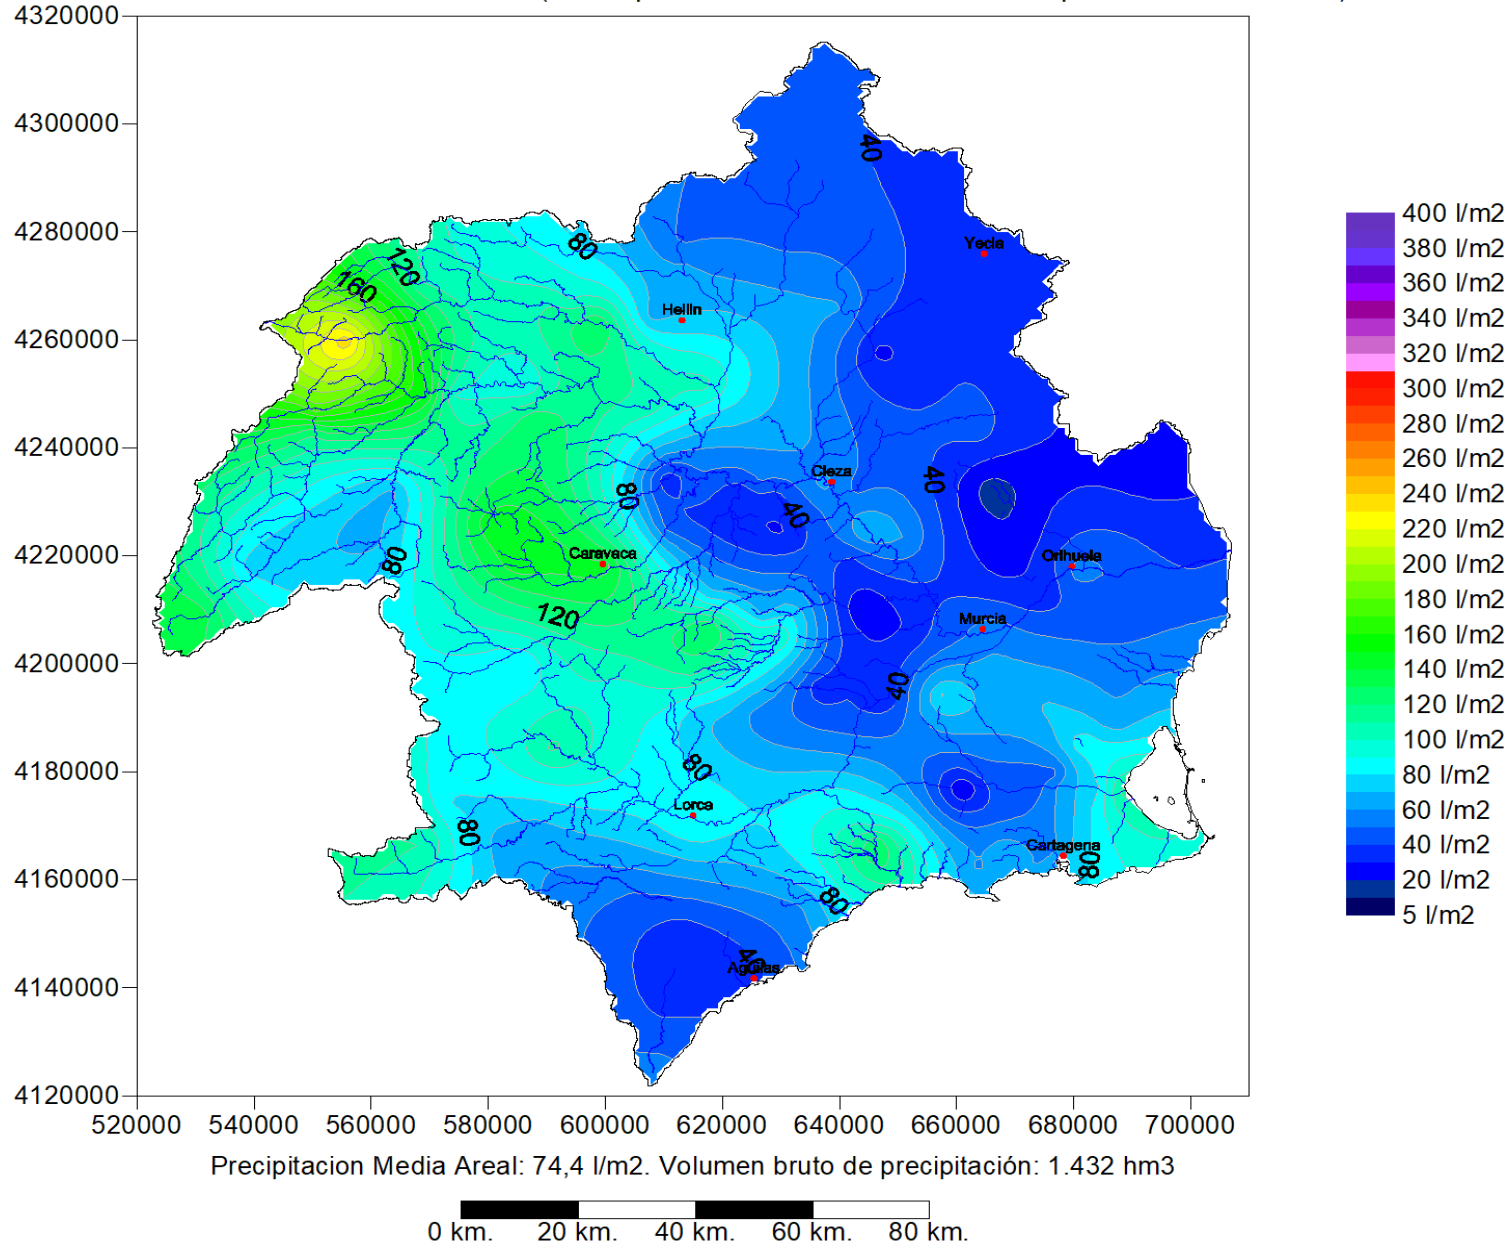 4320000
4300000
4280000
4260000
4240000
4220000
4200000
4180000
4160000
4140000
4120000
520000 540000 560000 580000 600000 620000 640000 660000 680000 700000
40
Yecla
80
120
160
Hellin
Cieza
40
80
40
Orihuela
Caravaca
80
120
Murcia
40
80
Lorca
80
Cartagena
80
80
40
Aguilas
400 l/m2
380 l/m2
360 l/m2
340 l/m2
320 l/m2
300 l/m2
280 l/m2
260 l/m2
240 l/m2
220 l/m2
200 l/m2
180 l/m2
160 l/m2
140 l/m2
120 l/m2
100 l/m2
80 l/m2
60 l/m2
40 l/m2
20 l/m2
5 l/m2
Precipitacion Media Areal: 74,4 l/m2. Volumen bruto de precipitación: 1.432 hm3
0 km. 20 km. 40 km. 60 km. 80 km.